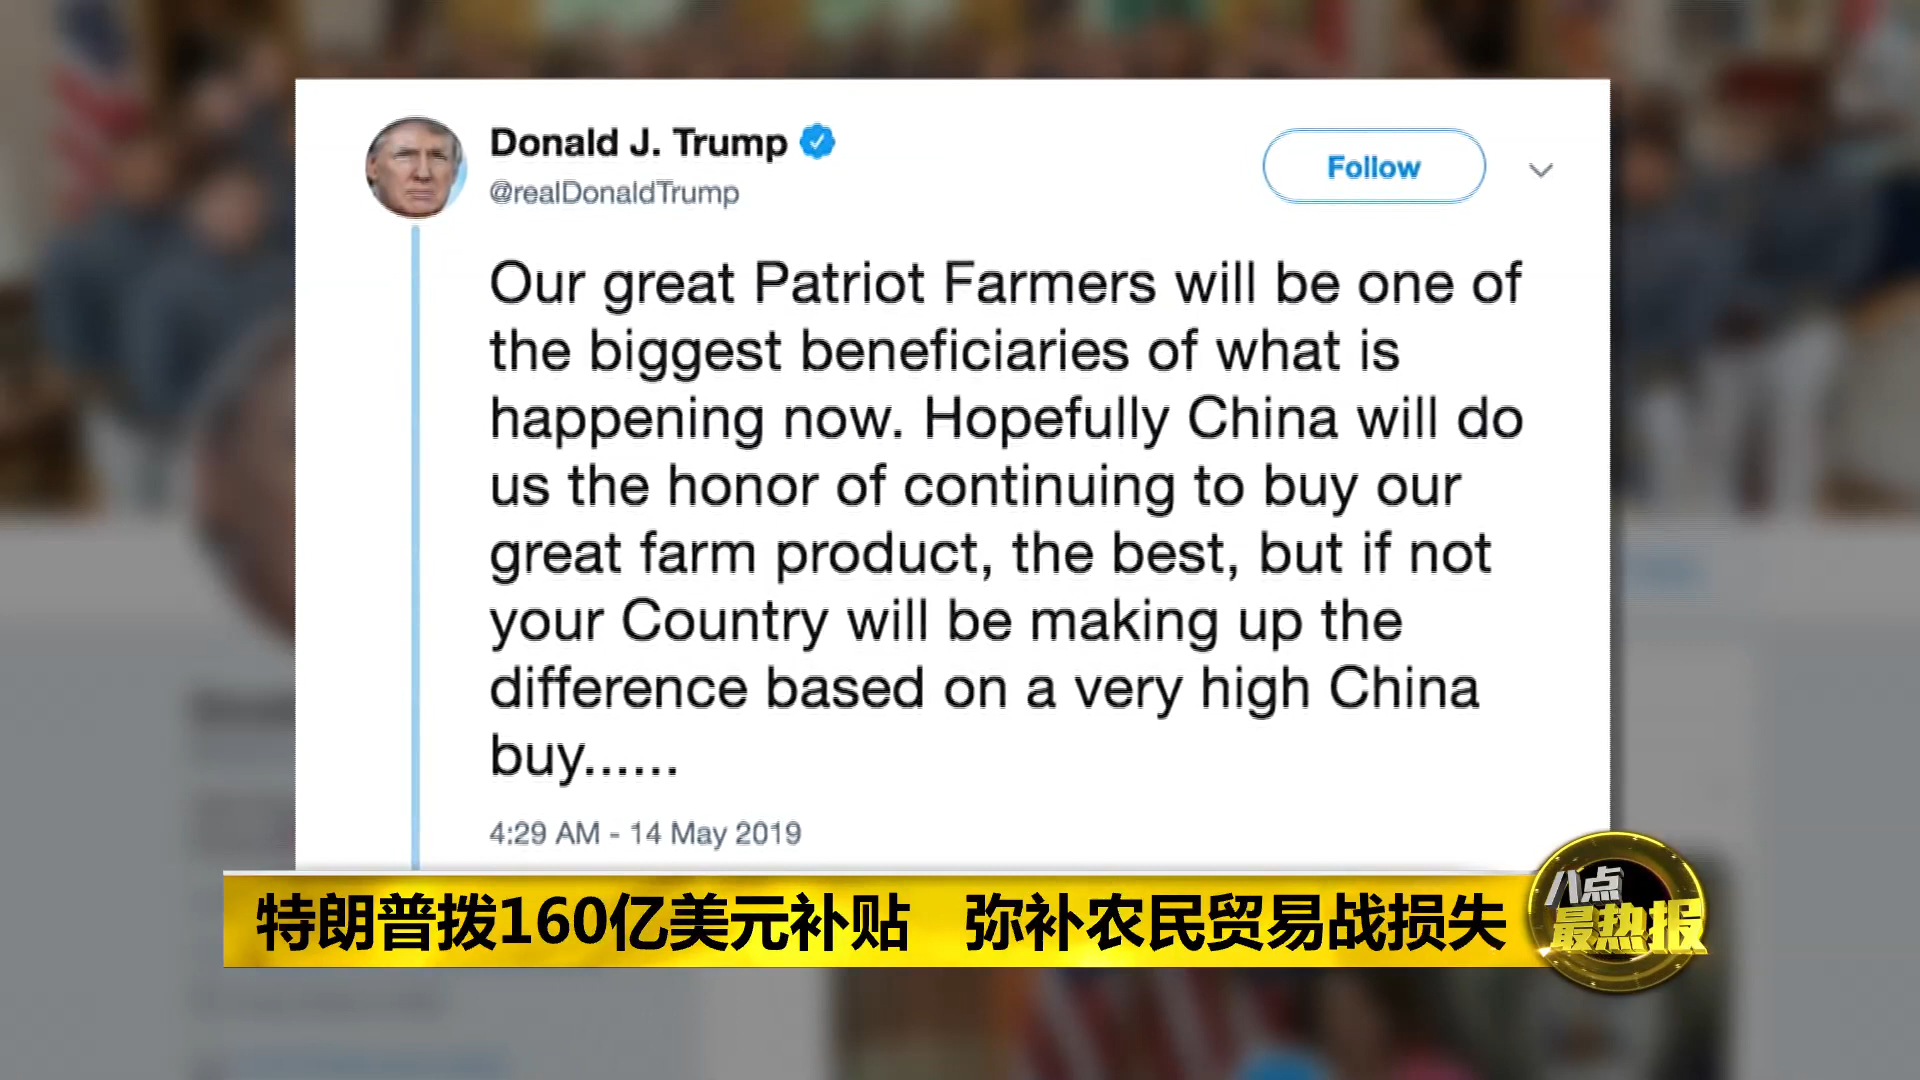 Donald J. Trump
@realDonaldTrump
Follow
Our great Patriot Farmers will be one of
the biggest beneficiaries of what is
happening now. Hopefully China will do
us the honor of continuing to buy our
great farm product, the best, but if not
your Country will be making up the
difference based on a very high China
buy......
4:29 AM - 14 May 2019
特朗普拨160亿美元补贴 弥补农民贸易战损失
八点
最热报